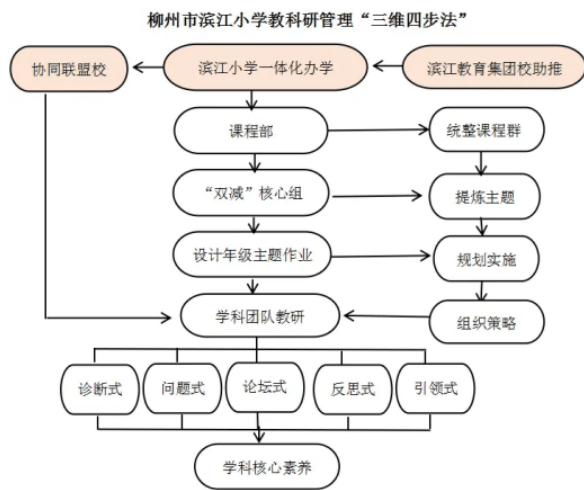 柳州市滨江小学教科研管理“三维四步法”
协同联盟校
滨江小学一体化办学
滨江教育集团校助推
课程部
统整课程群
“双减”核心组
提炼主题
设计年级主题作业
规划实施
学科团队教研
组织策略
诊断式
问题式
论坛式
反思式
引领式
学科核心素养